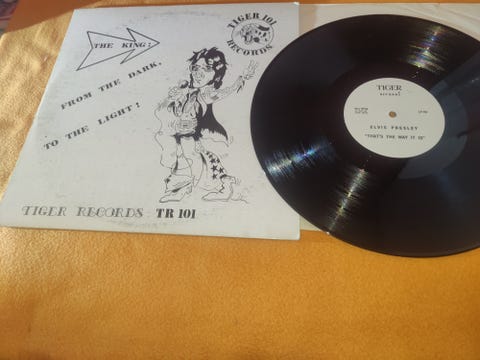 THE KING!
FROM THE DARK,
TO THE LIGHT!
TIGER 101
RECORDS
TIGER RECORDS TR 101
TIGER
RECORDS
ELVIS PRESLEY
"THAT'S THE WAY IT IS"